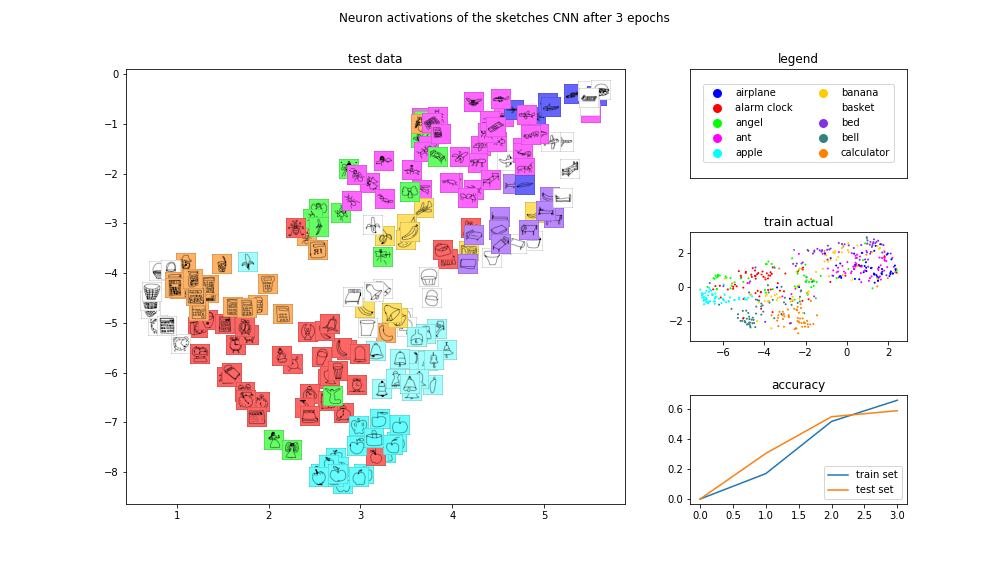 Neuron activations of the sketches CNN after 3 epochs
test data
0
−1
−2
−3
−4
−5
−6
−7
−8
1 2 3 4 5
legend
airplane banana
alarm clock basket
angel bed
ant bell
apple calculator
train actual
2
0
−2
−6 −4 −2 0 2
accuracy
0.6
0.4
0.2
0.0
train set
test set
0.0 0.5 1.0 1.5 2.0 2.5 3.0